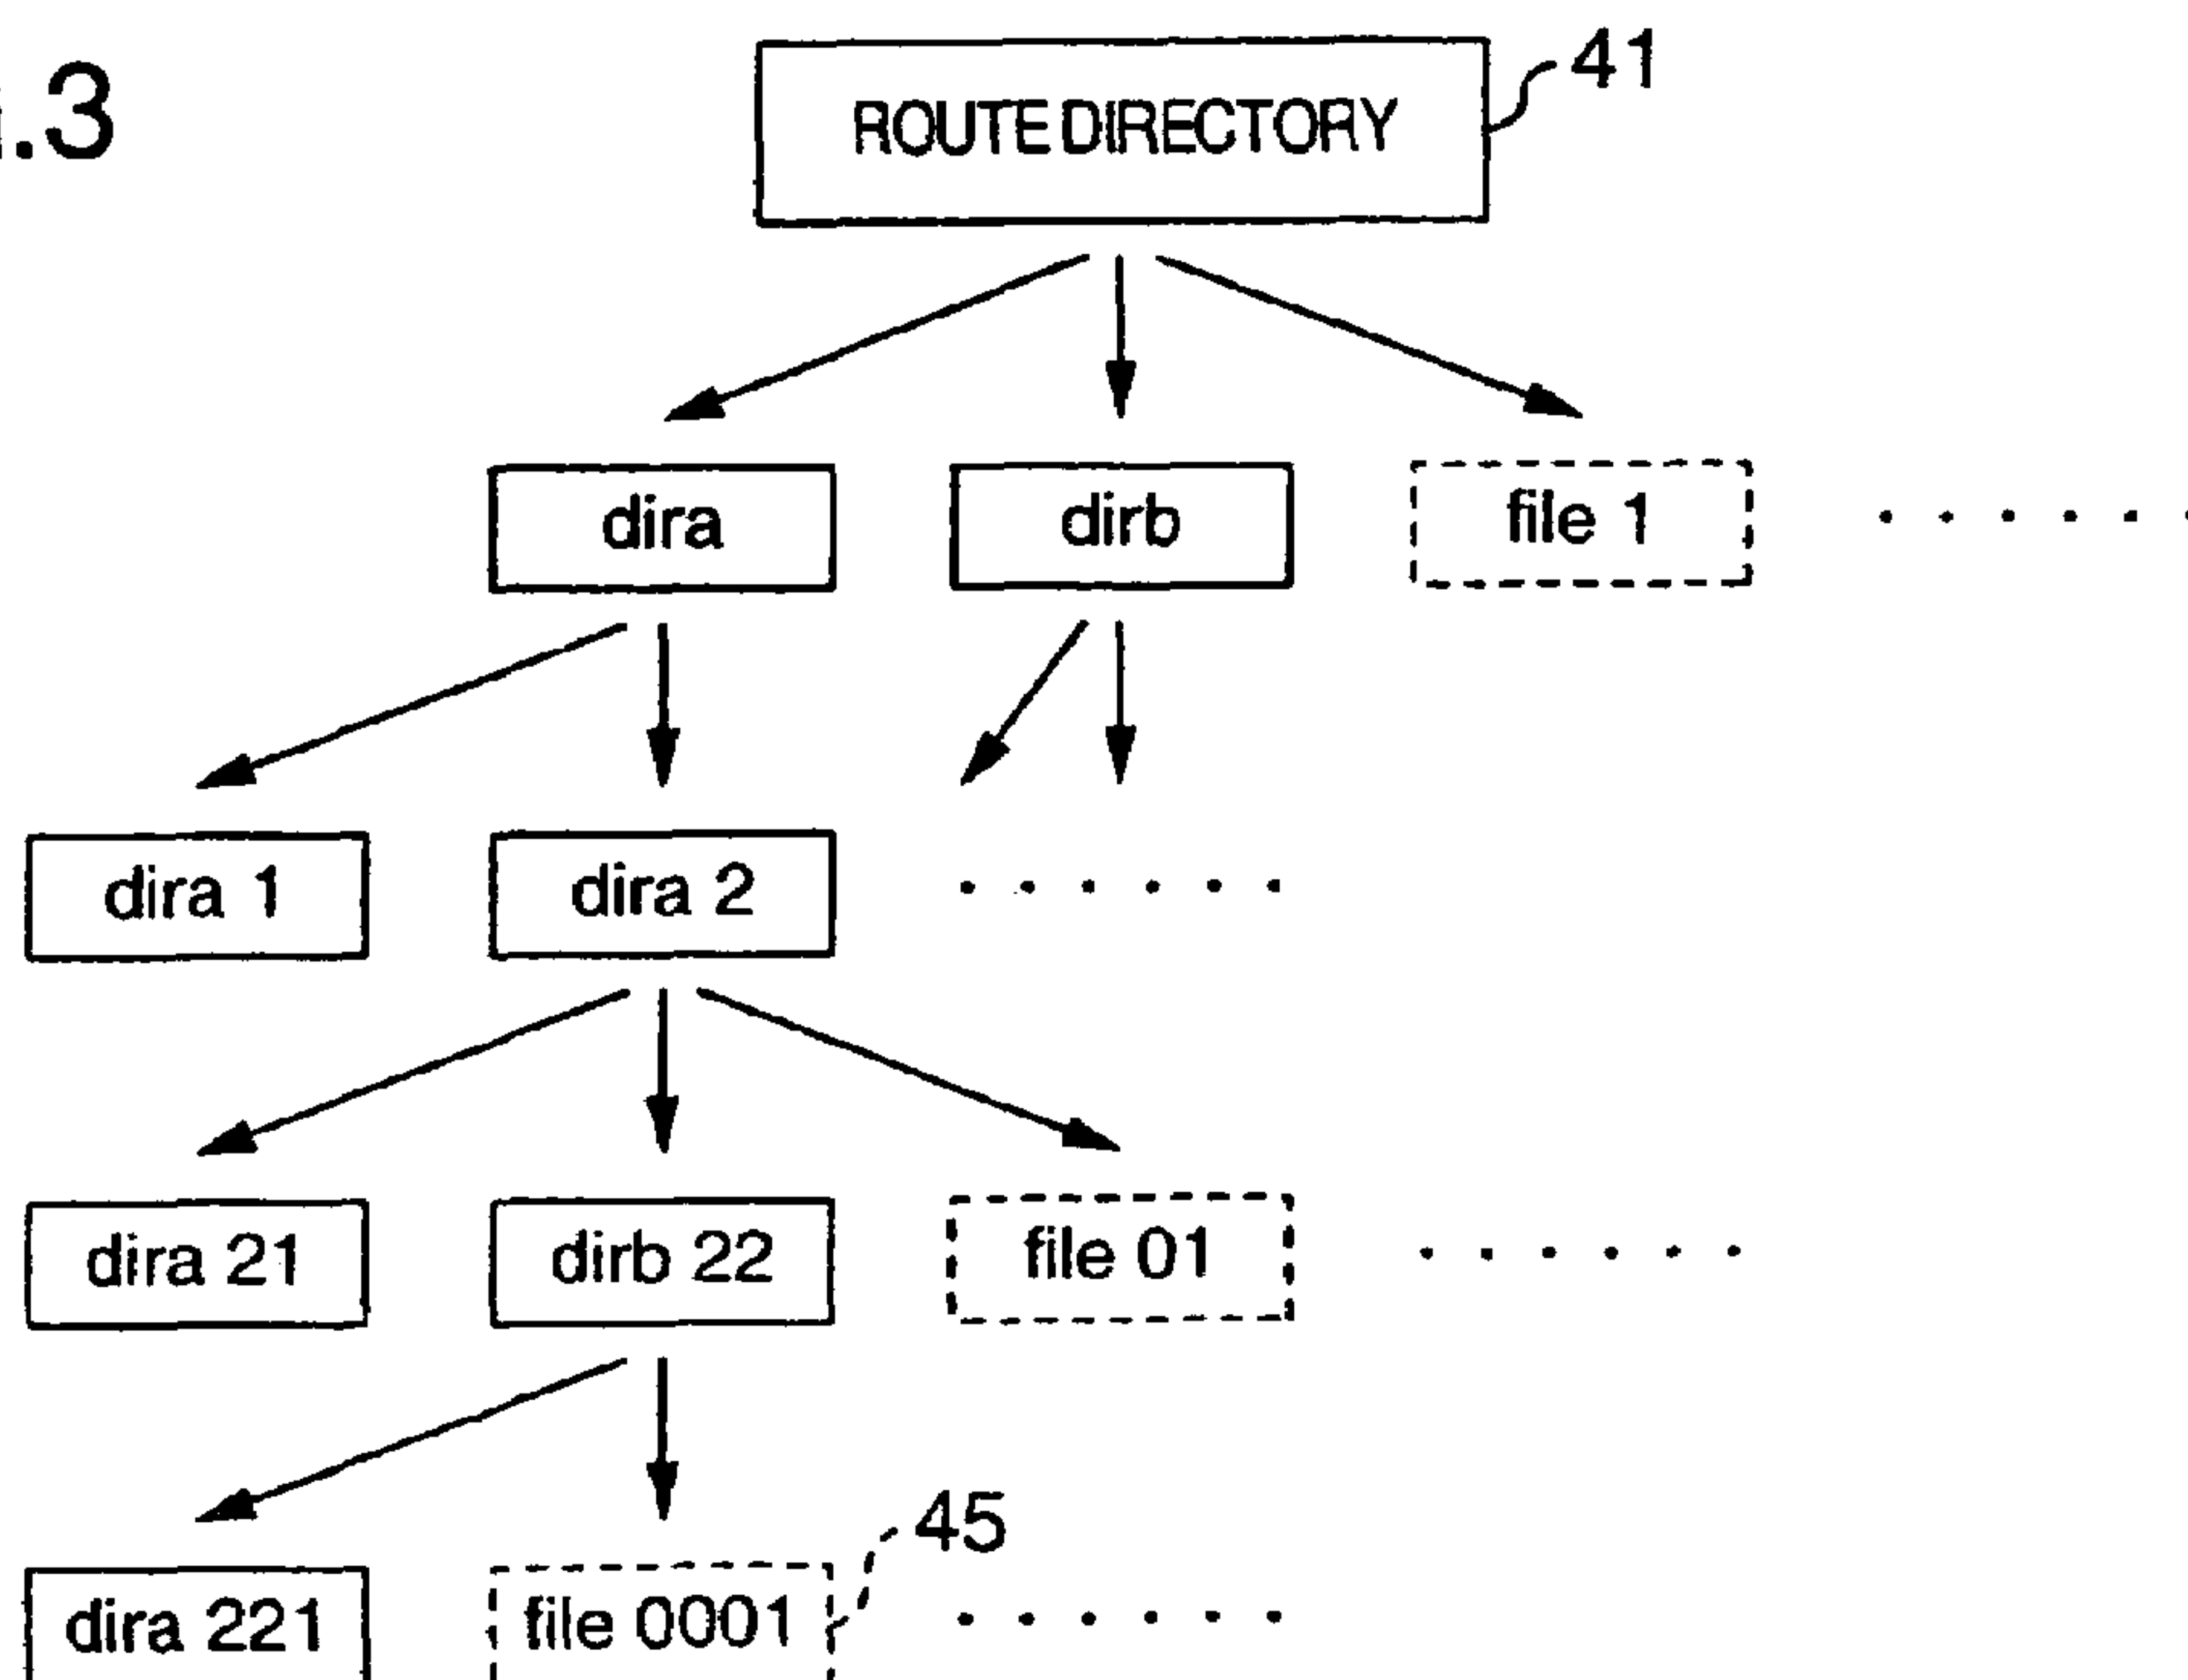 .3
ROUTE DIRECTORY
41
dira
dirb
file 1
dira 1
dira 2
dira 21
dirb 22
file 01
45
dira 221
file 0001